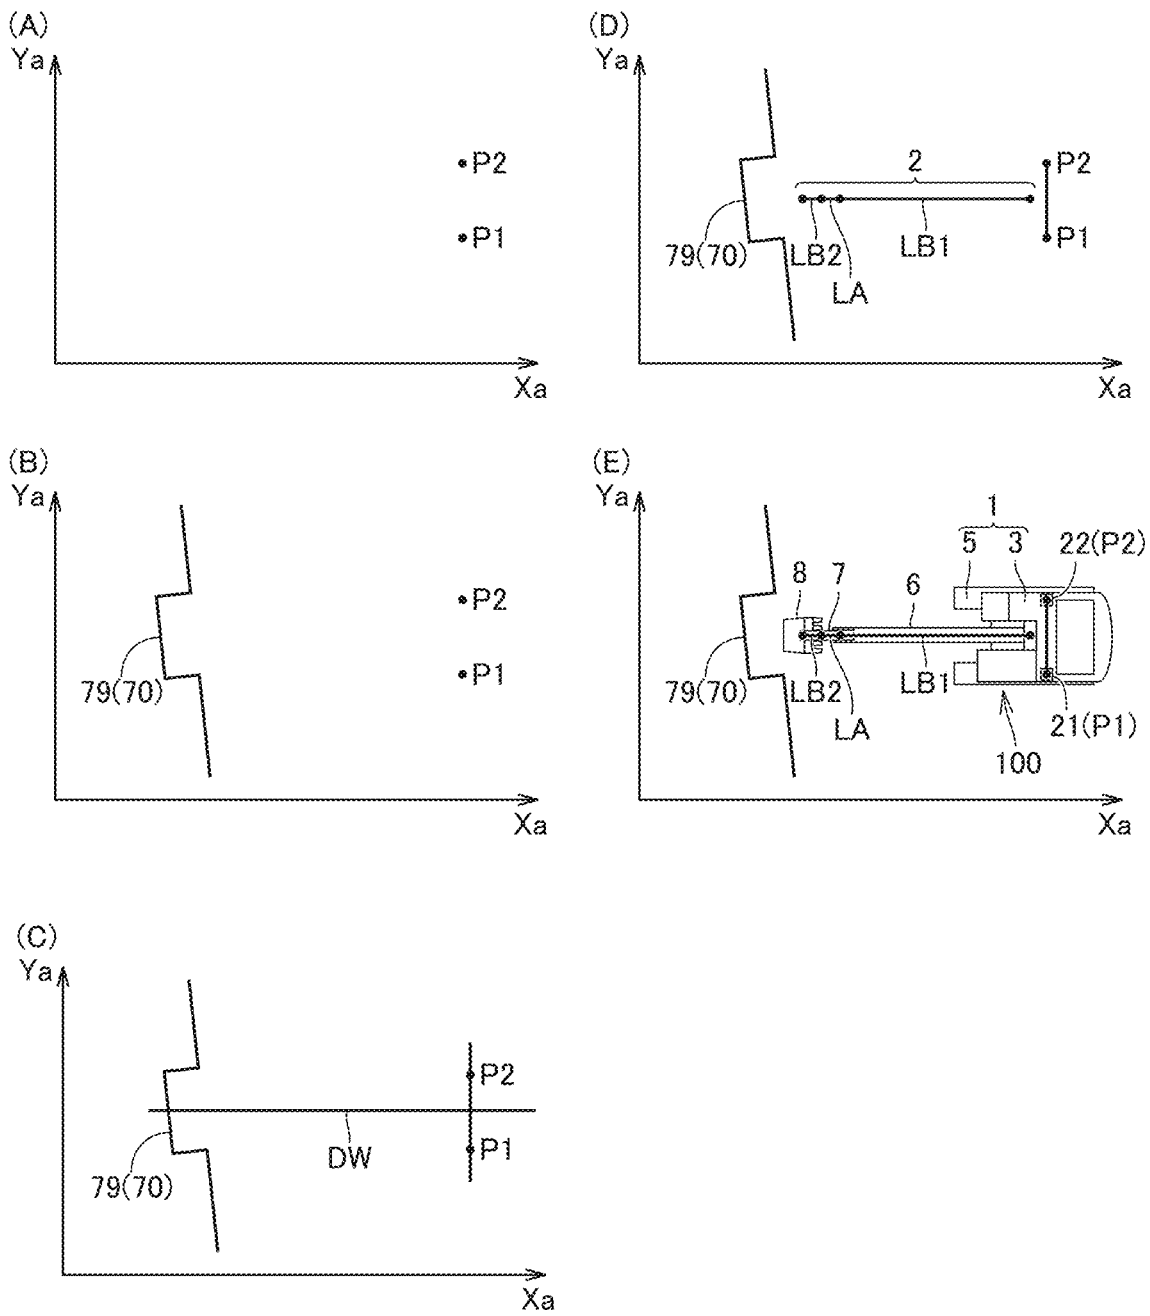 (A)
Ya
P2
P1
Xa
(B)
Ya
P2
P1
79(70)
Xa
(C)
Ya
P2
P1
DW
79(70)
Xa
(D)
Ya
2
P2
P1
79(70)
LB2
LB1
LA
Xa
(E)
Ya
1
5 3 22(P2)
8 7 6
79(70)
LB2
LB1
LA
21(P1)
100
Xa